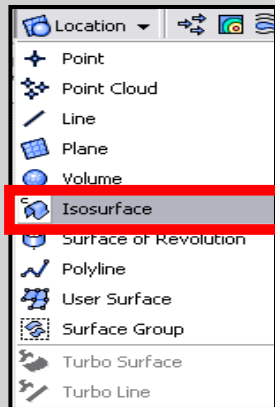 Location
Point
Point Cloud
Line
Plane
Volume
Isosurface
Surface of Revolution
Polyline
User Surface
Surface Group
Turbo Surface
Turbo Line